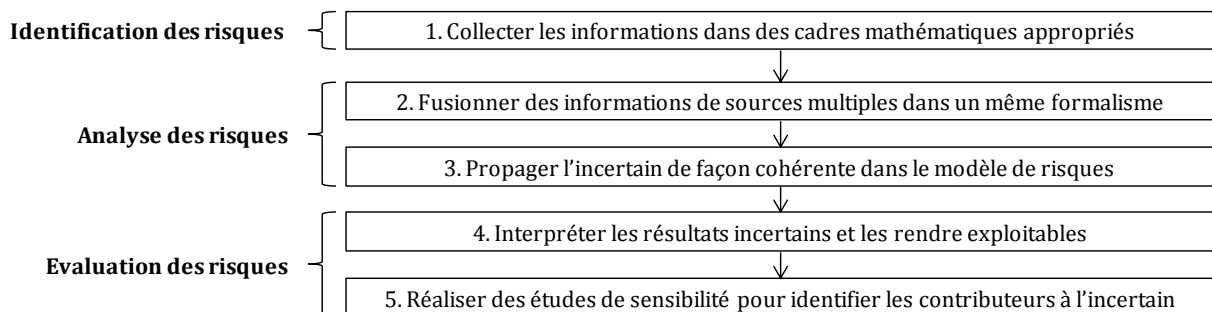 Identification des risques
1. Collecter les informations dans des cadres mathématiques appropriés
2. Fusionner des informations de sources multiples dans un même formalisme
Analyse des risques
3. Propager l'incertain de façon cohérente dans le modèle de risques
4. Interpréter les résultats incertains et les rendre exploitables
Evaluation des risques
5. Réaliser des études de sensibilité pour identifier les contributeurs à l'incertain